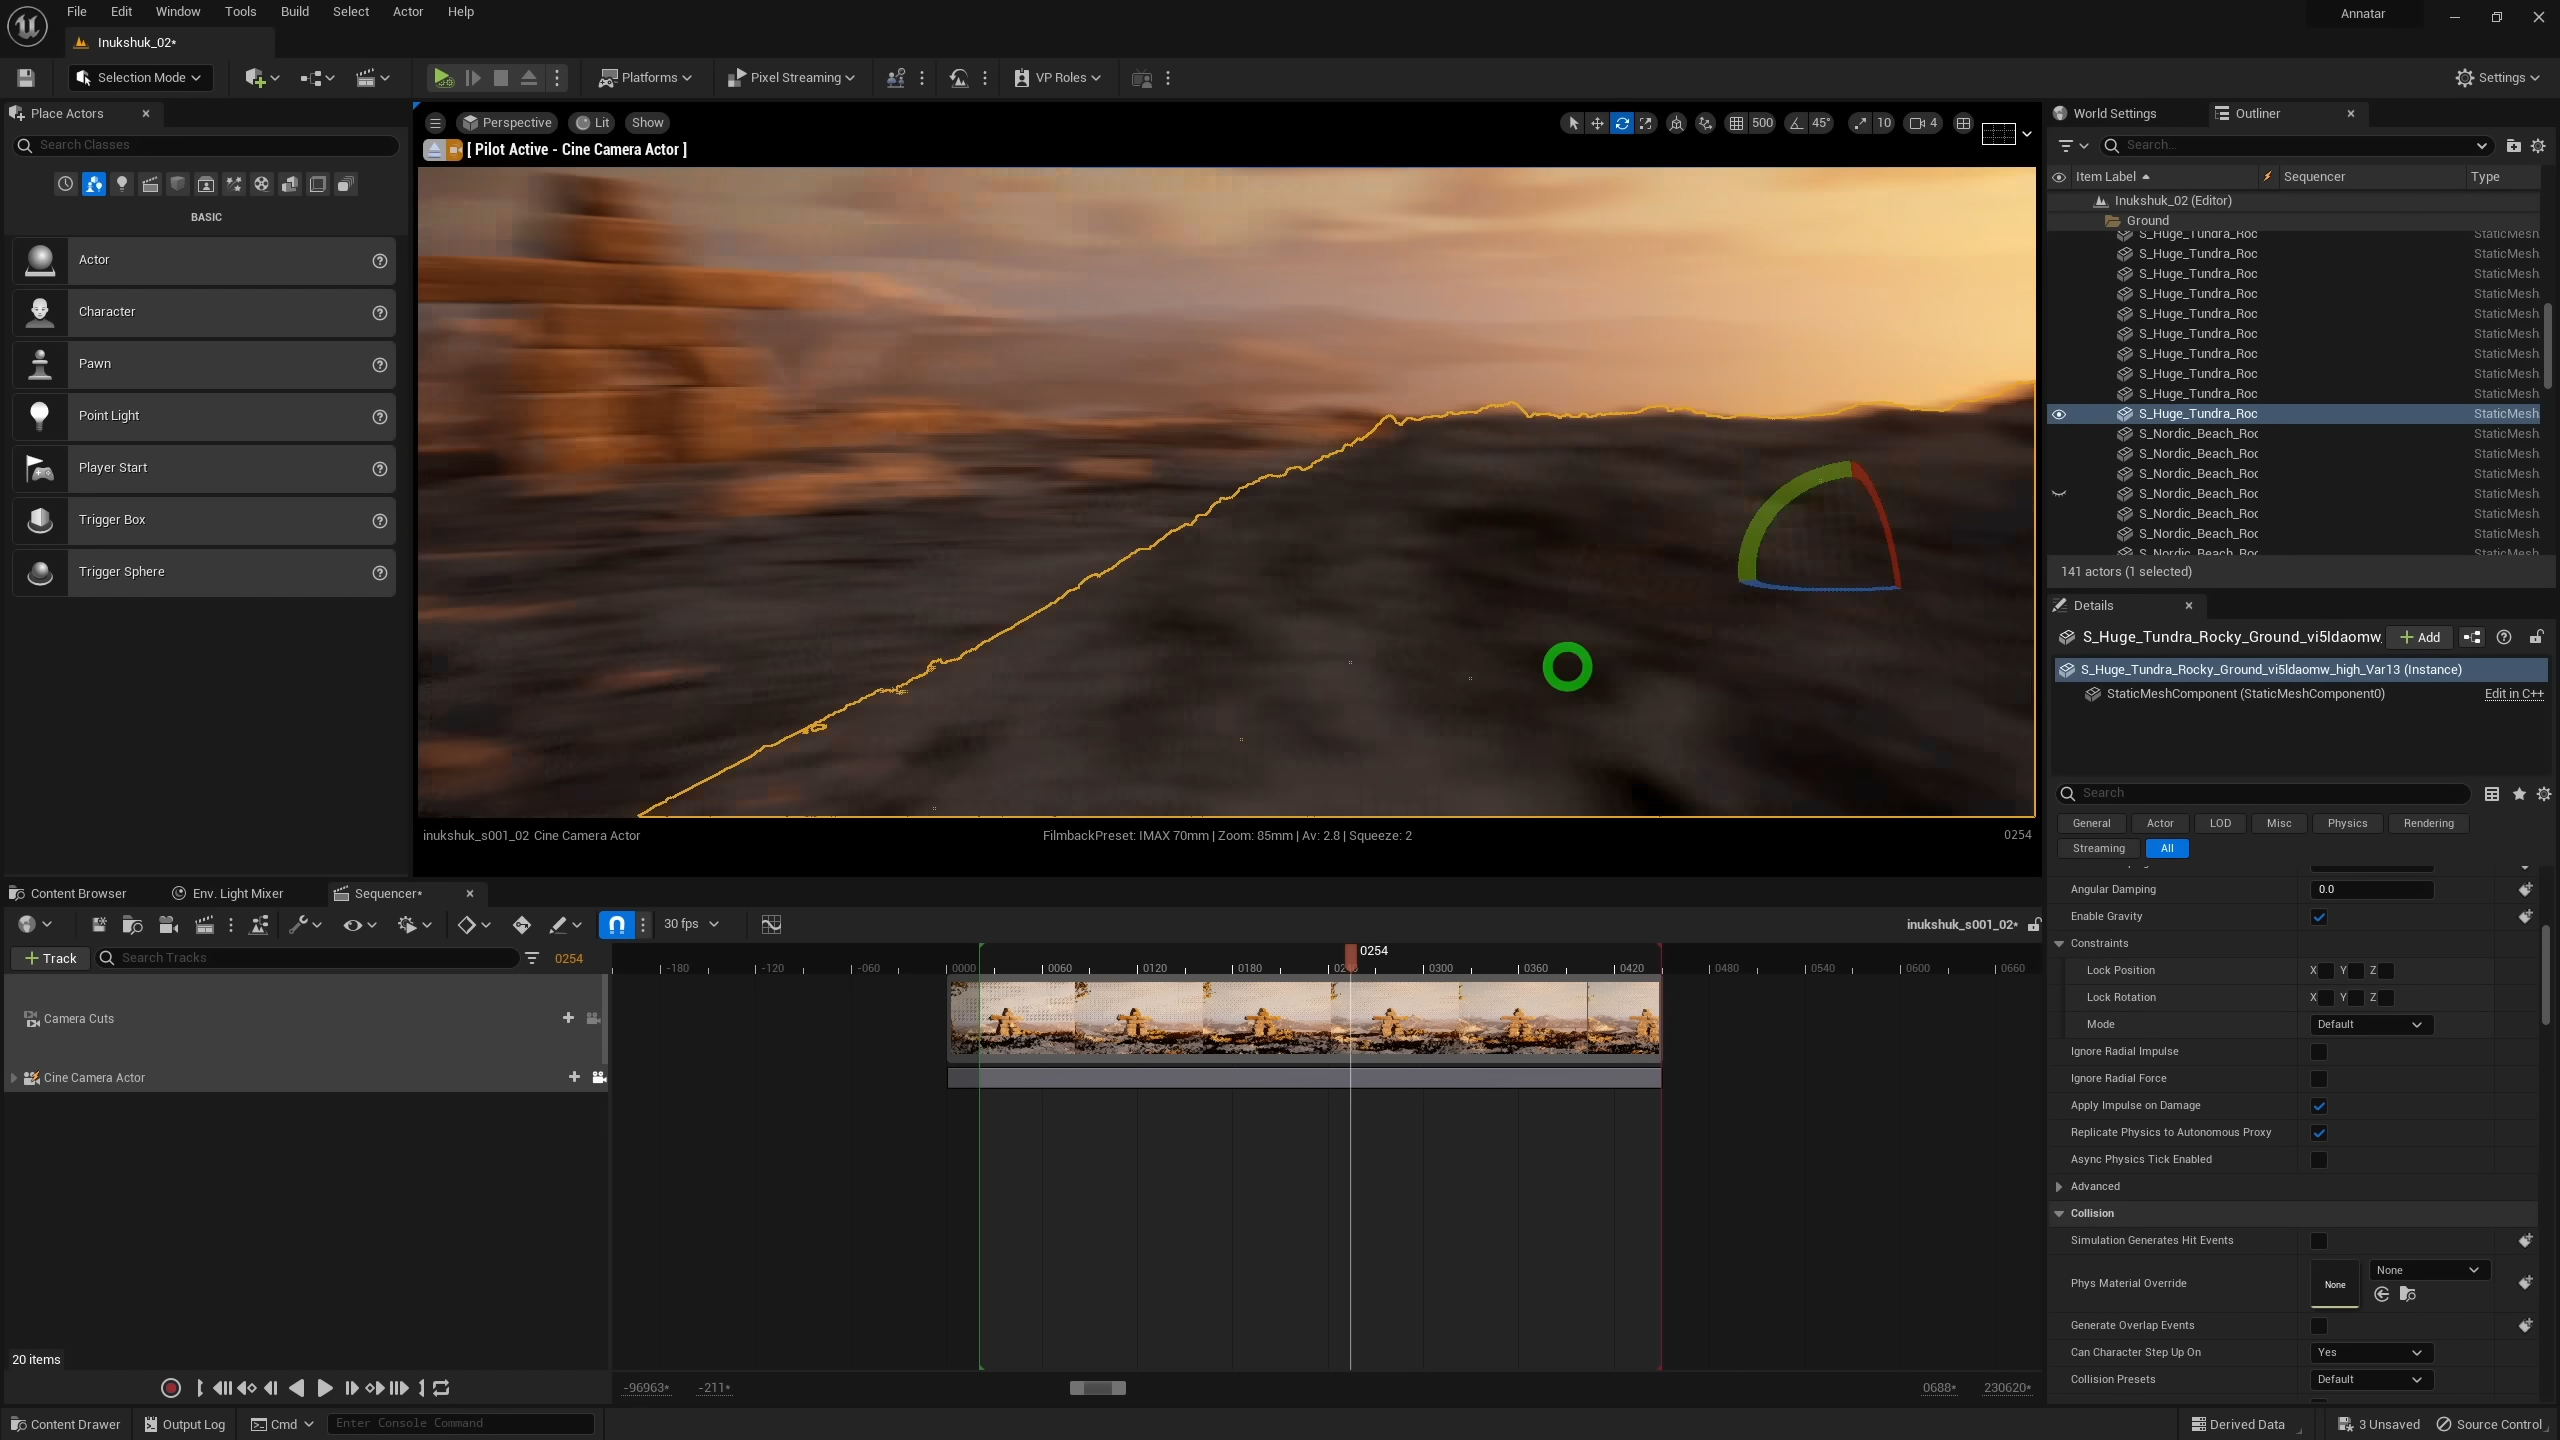 File Edit Window Tools Build Select Actor Help
Annatar
Inukshuk_02*
Selection Mode
Platforms
Pixel Streaming
VP Roles
Settings
Place Actors
Search Classes
BASIC
Actor
Character
Pawn
Point Light
Player Start
Trigger Box
Trigger Sphere
Perspective Lit Show
500 45° 10 4
[ Pilot Active - Cine Camera Actor ]
inukshuk_s001_02 Cine Camera Actor
FilmbackPreset: IMAX 70mm | Zoom: 85mm | Av: 2.8 | Squeeze: 2
0254
World Settings
Outliner
Search...
Item Label Sequencer Type
Inukshuk_02 (Editor)
Ground
S_Huge_Tundra_Roc StaticMesh
S_Huge_Tundra_Roc StaticMesh
S_Huge_Tundra_Roc StaticMesh
S_Huge_Tundra_Roc StaticMesh
S_Huge_Tundra_Roc StaticMesh
S_Huge_Tundra_Roc StaticMesh
S_Huge_Tundra_Roc StaticMesh
S_Huge_Tundra_Roc StaticMesh
S_Huge_Tundra_Roc StaticMesh
S_Huge_Tundra_Roc StaticMesh
S_Nordic_Beach_Roc StaticMesh
S_Nordic_Beach_Roc StaticMesh
S_Nordic_Beach_Roc StaticMesh
S_Nordic_Beach_Roc StaticMesh
S_Nordic_Beach_Roc StaticMesh
S_Nordic_Beach_Roc StaticMesh
S_Nordic_Beach_Roc StaticMesh
141 actors (1 selected)
Details
S_Huge_Tundra_Rocky_Ground_vi5ldaomw_
Add
S_Huge_Tundra_Rocky_Ground_vi5ldaomw_high_Var13 (Instance)
StaticMeshComponent (StaticMeshComponent0) Edit in C++
Search
General Actor LOD Misc Physics Rendering
Streaming All
Angular Damping 0.0
Enable Gravity
Constraints
Lock Position X Y Z
Lock Rotation X Y Z
Mode Default
Ignore Radial Impulse
Ignore Radial Force
Apply Impulse on Damage
Replicate Physics to Autonomous Proxy
Async Physics Tick Enabled
Advanced
Collision
Simulation Generates Hit Events
Phys Material Override None None
Generate Overlap Events
Can Character Step Up On Yes
Collision Presets Default
Content Browser
Env. Light Mixer
Sequencer*
30 fps
inukshuk_s001_02*
Track
Search Tracks
0254
0254
-180 -120 -060 0000 0060 0120 0180 0300 0360 0420 0480 0540 0600 0660
Camera Cuts
Cine Camera Actor
20 items
-96963* -211* 0688* 230620*
Content Drawer
Output Log
Cmd
Enter Console Command
Derived Data
3 Unsaved
Source Control